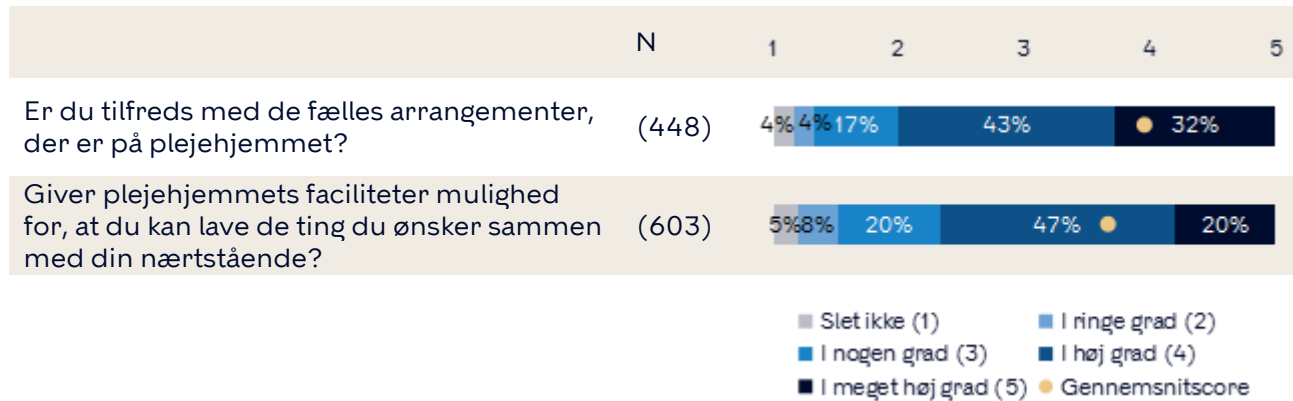 N 1 2 3 4 5
Er du tilfreds med de fælles arrangementer,
der er på plejehjemmet?
(448)
4% 4% 17% 43% 32%
Giver plejehjemmets faciliteter mulighed
for, at du kan lave de ting du ønsker sammen
med din nærtstående?
(603)
5% 8% 20% 47% 20%
Slet ikke (1) I ringe grad (2)
I nogen grad (3) I høj grad (4)
I meget høj grad (5) Gennemsnitscore